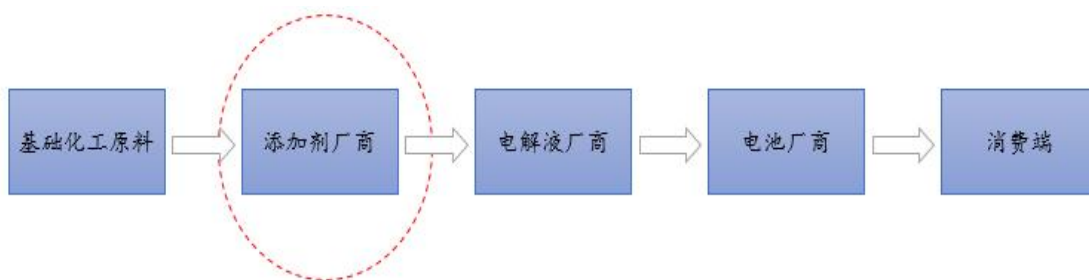 基础化工原料
添加剂厂商
电解液厂商
电池厂商
消费端